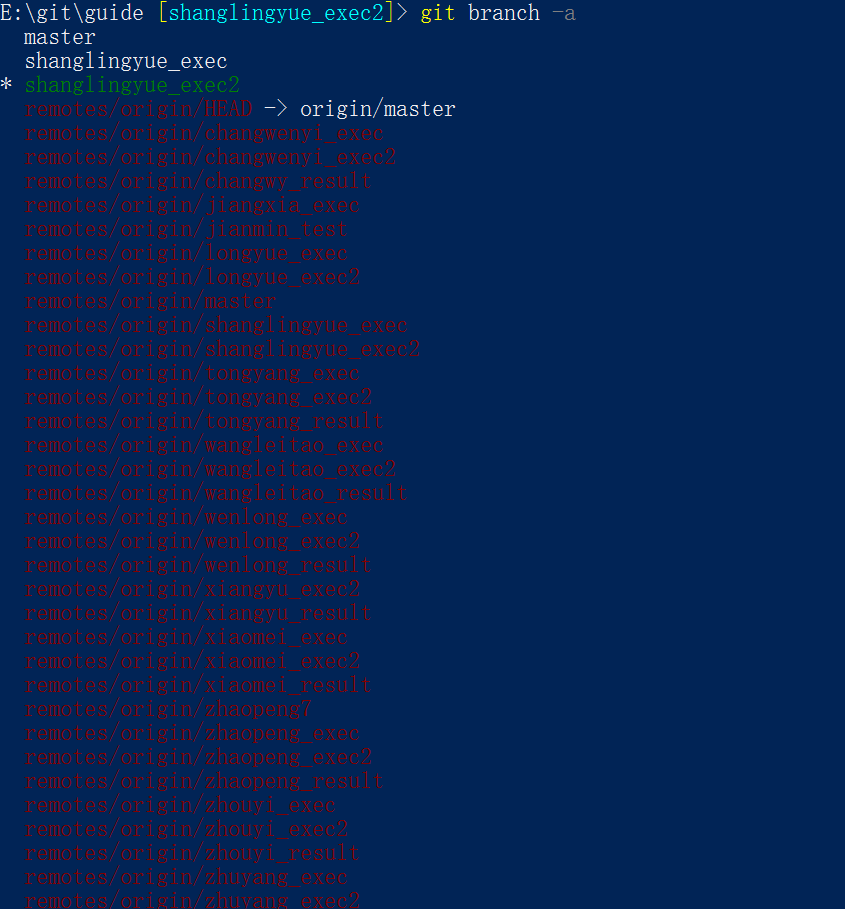 E:\git\guide [shanglingyue_exec2]> git branch -a
master
shanglingyue_exec
* shanglingyue_exec2
remotes/origin/HEAD -> origin/master
remotes/origin/changwenyi_exec
remotes/origin/changwenyi_exec2
remotes/origin/changwy_result
remotes/origin/jiangxia_exec
remotes/origin/jianmin_test
remotes/origin/longyue_exec
remotes/origin/longyue_exec2
remotes/origin/master
remotes/origin/shanglingyue_exec
remotes/origin/shanglingyue_exec2
remotes/origin/tongyang_exec
remotes/origin/tongyang_exec2
remotes/origin/tongyang_result
remotes/origin/wangleitao_exec
remotes/origin/wangleitao_exec2
remotes/origin/wangleitao_result
remotes/origin/wenlong_exec
remotes/origin/wenlong_exec2
remotes/origin/wenlong_result
remotes/origin/xiangyu_exec2
remotes/origin/xiangyu_result
remotes/origin/xiaomei_exec
remotes/origin/xiaomei_exec2
remotes/origin/xiaomei_result
remotes/origin/zhaopeng7
remotes/origin/zhaopeng_exec
remotes/origin/zhaopeng_exec2
remotes/origin/zhaopeng_result
remotes/origin/zhouyi_exec
remotes/origin/zhouyi_exec2
remotes/origin/zhouyi_result
remotes/origin/zhuyang_exec
remotes/origin/zhuyang_exec2